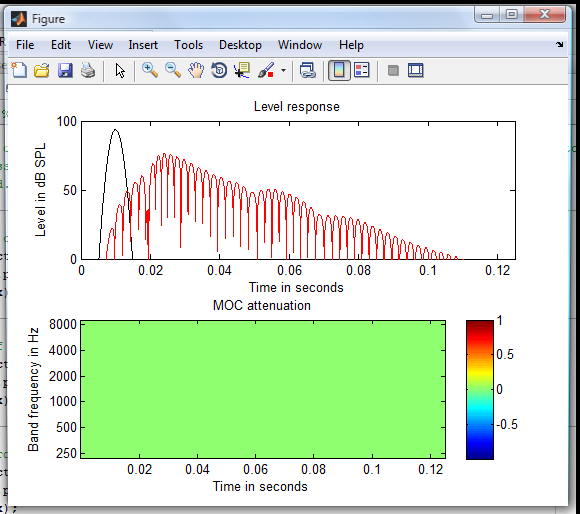 Figure
File Edit View Insert Tools Desktop Window Help
Level response
Level in dB SPL
100
50
0
0 0.02 0.04 0.06 0.08 0.1 0.12
Time in seconds
MOC attenuation
Band frequency in Hz
8000
4000
2000
1000
500
250
0.02 0.04 0.06 0.08 0.1 0.12
Time in seconds
1
0.5
0
-0.5